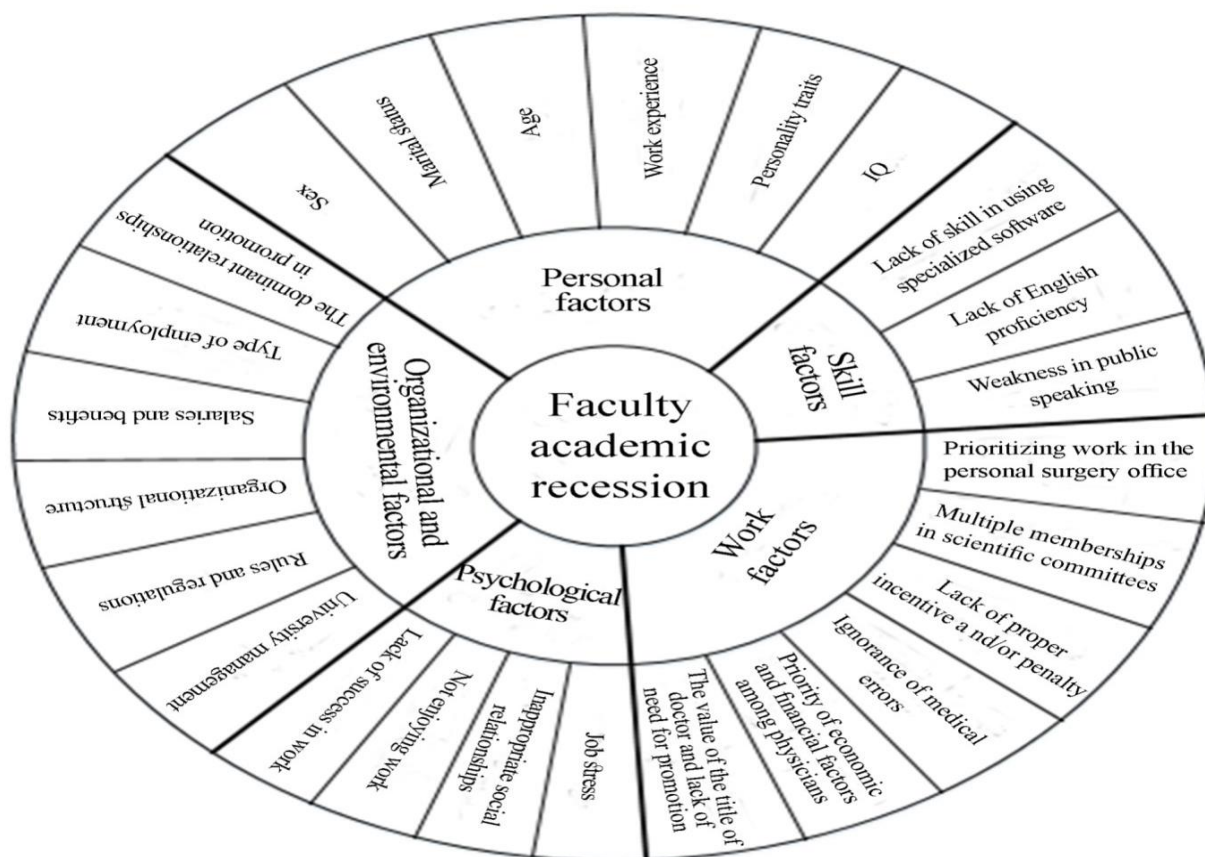 Faculty
academic
recession
Personal
factors
Sex
Marital status
Age
Work experience
Personality traits
IQ
Skill
factors
Lack of skill in using
specialized software
Lack of English
proficiency
Weakness in public
speaking
Work
factors
Prioritizing work in the
personal surgery office
Multiple memberships
in scientific committees
Lack of proper
incentive a nd/or penalty
Ignorance of medical
errors
Priority of economic
and financial factors
among physicians
The value of the title of
doctor and lack of
need for promotion
Psychological
factors
Job stress
Inappropriate social
relationships
Not enjoying work
Lack of success in work
Organizational and
environmental factors
University management
Rules and regulations
Organizational structure
Salaries and benefits
Type of employment
The dominant relationships
in promotion